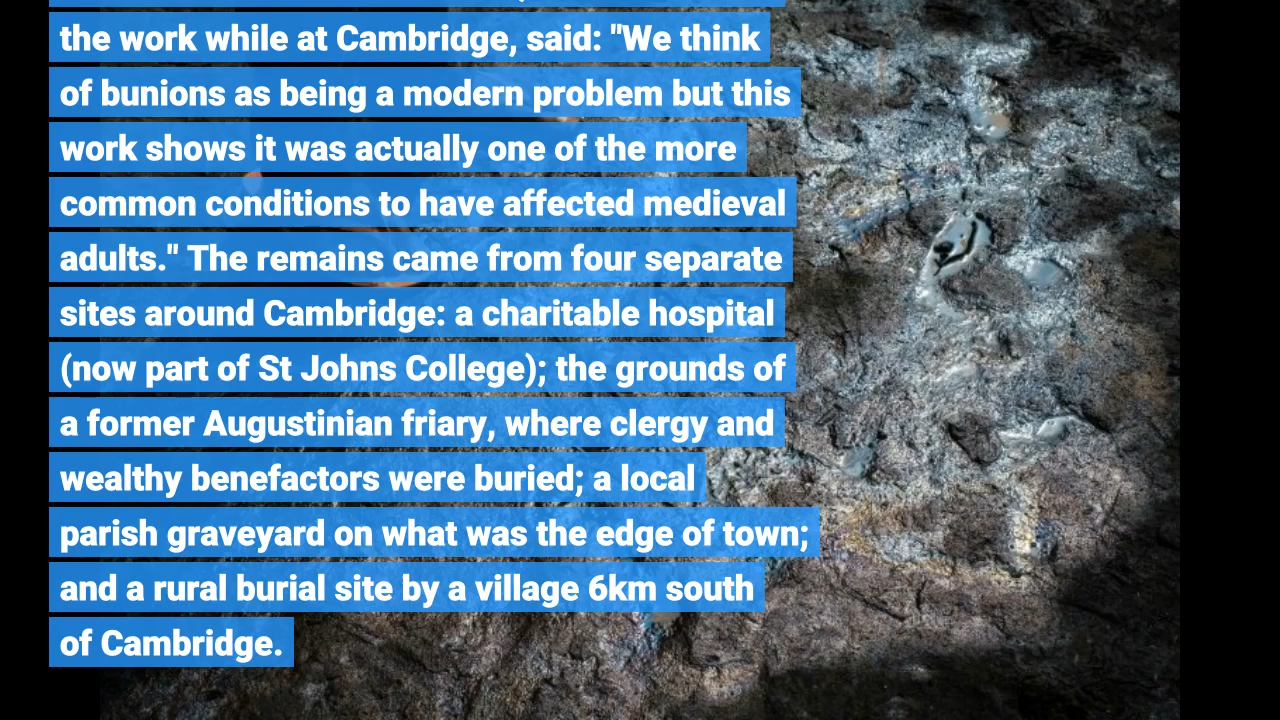 the work while at Cambridge, said: "We think
of bunions as being a modern problem but this
work shows it was actually one of the more
common conditions to have affected medieval
adults." The remains came from four separate
sites around Cambridge: a charitable hospital
(now part of St Johns College); the grounds of
a former Augustinian friary, where clergy and
wealthy benefactors were buried; a local
parish graveyard on what was the edge of town;
and a rural burial site by a village 6km south
of Cambridge.